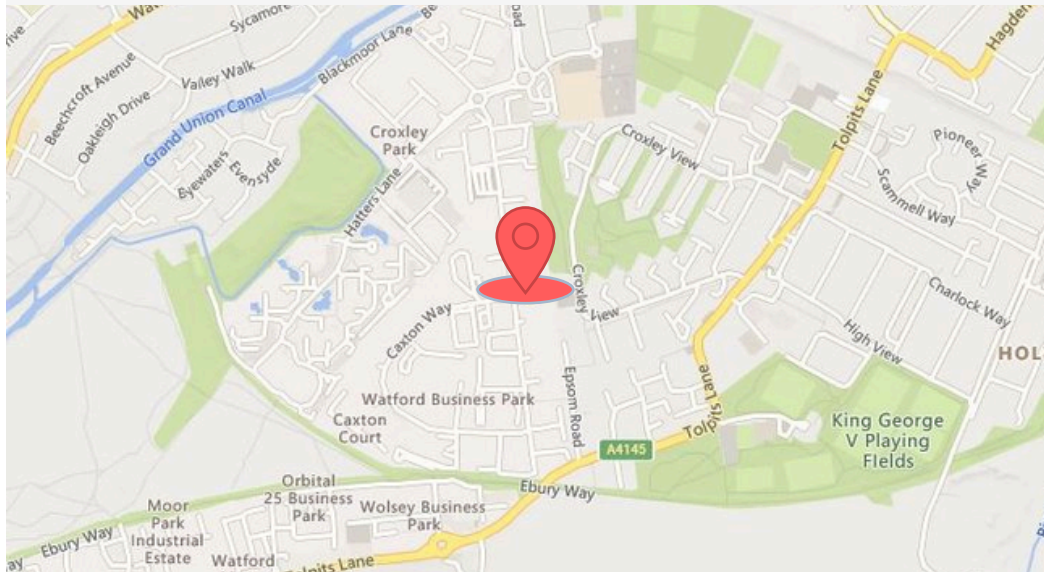 Sycamore
Beechcroft Avenue
Valley Walk
Blackmoor Lane
Oakleigh Drive
Grand Union Canal
Croxley
Park
Hagden
Tolpits Lane
Croxley View
Pioneer
Way
Evensyde
Byewaters
Hatters Lane
Scammell Way
Croxley
View
Charlock Way
Caxton Way
High View
Epsom Road
Tolpits Lane
Watford Business Park
Caxton
Court
King George
V Playing
Fields
A4145
Orbital
25 Business
Park
Ebury Way
Wolsey Business
Park
Moor
Park
Industrial
Estate
Ebury Way
Watford
Tolpits Lane